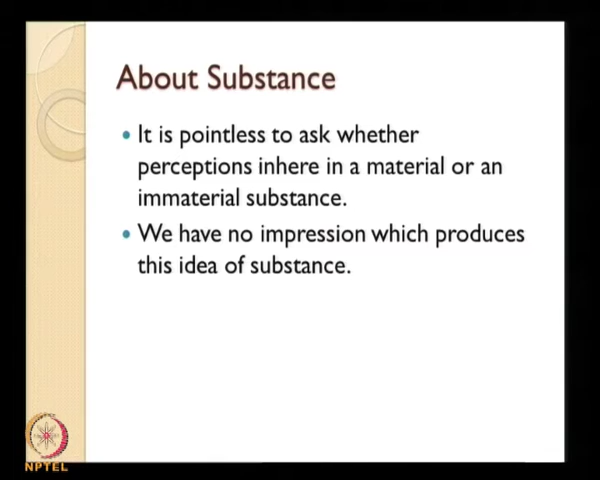 About Substance
It is pointless to ask whether
perceptions inhere in a material or an
immaterial substance.
We have no impression which produces
this idea of substance.
NPTEL